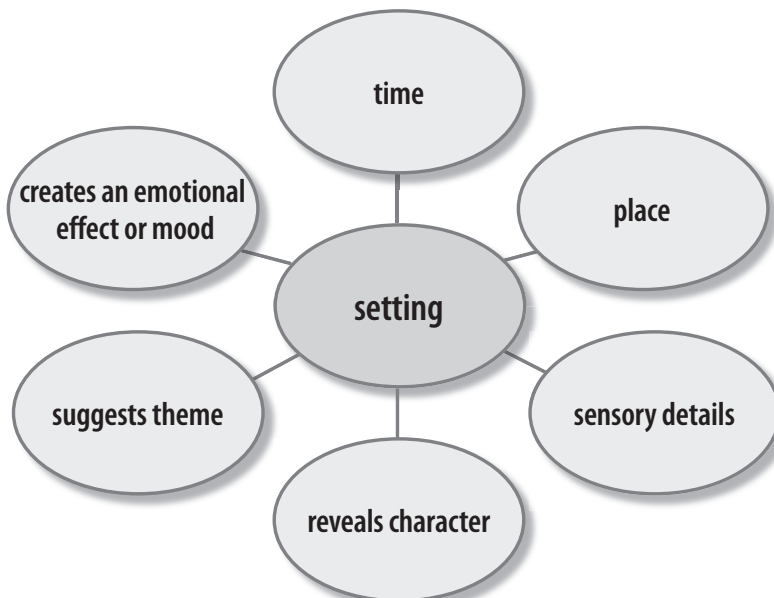 time
creates an emotional
effect or mood
place
setting
suggests theme
sensory details
reveals character